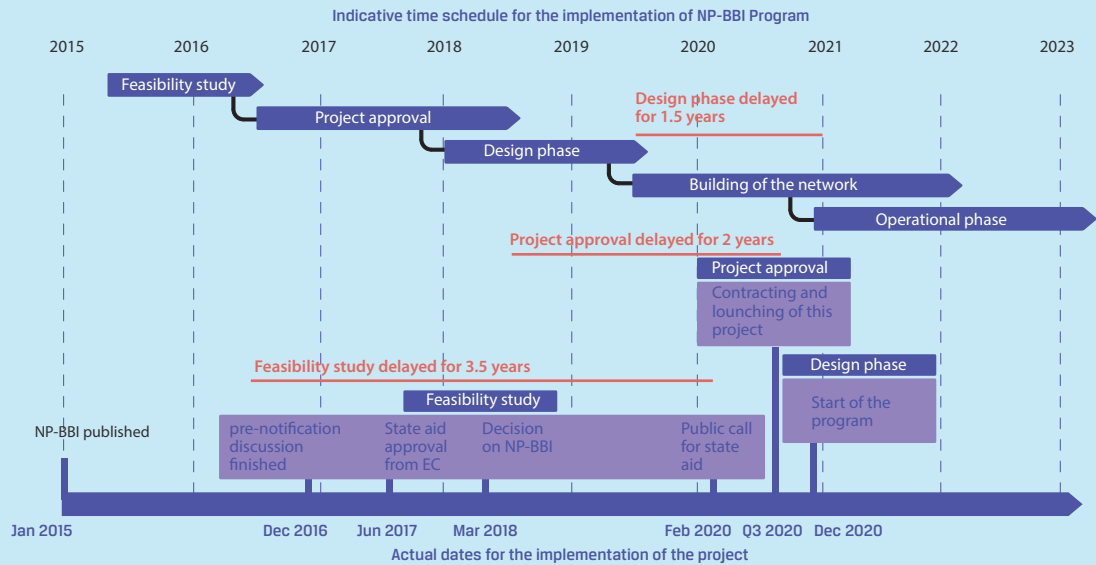 Indicative time schedule for the implementation of NP-BBI Program
2015 2016 2017 2018 2019 2020 2021 2022 2023
Feasibility study
Project approval
Design phase delayed
for 1.5 years
Design phase
Building of the network
Operational phase
Project approval delayed for 2 years
Project approval
Contracting and
lounching of this
project
Feasibility study delayed for 3.5 years
Design phase
Feasibility study
Start of the
program
NP-BBI published
pre-notification
discussion
finished
State aid
approval
from EC
Decision
on NP-BBI
Public call
for state
aid
Jan 2015 Dec 2016 Jun 2017 Mar 2018 Feb 2020 Q3 2020 Dec 2020
Actual dates for the implementation of the project